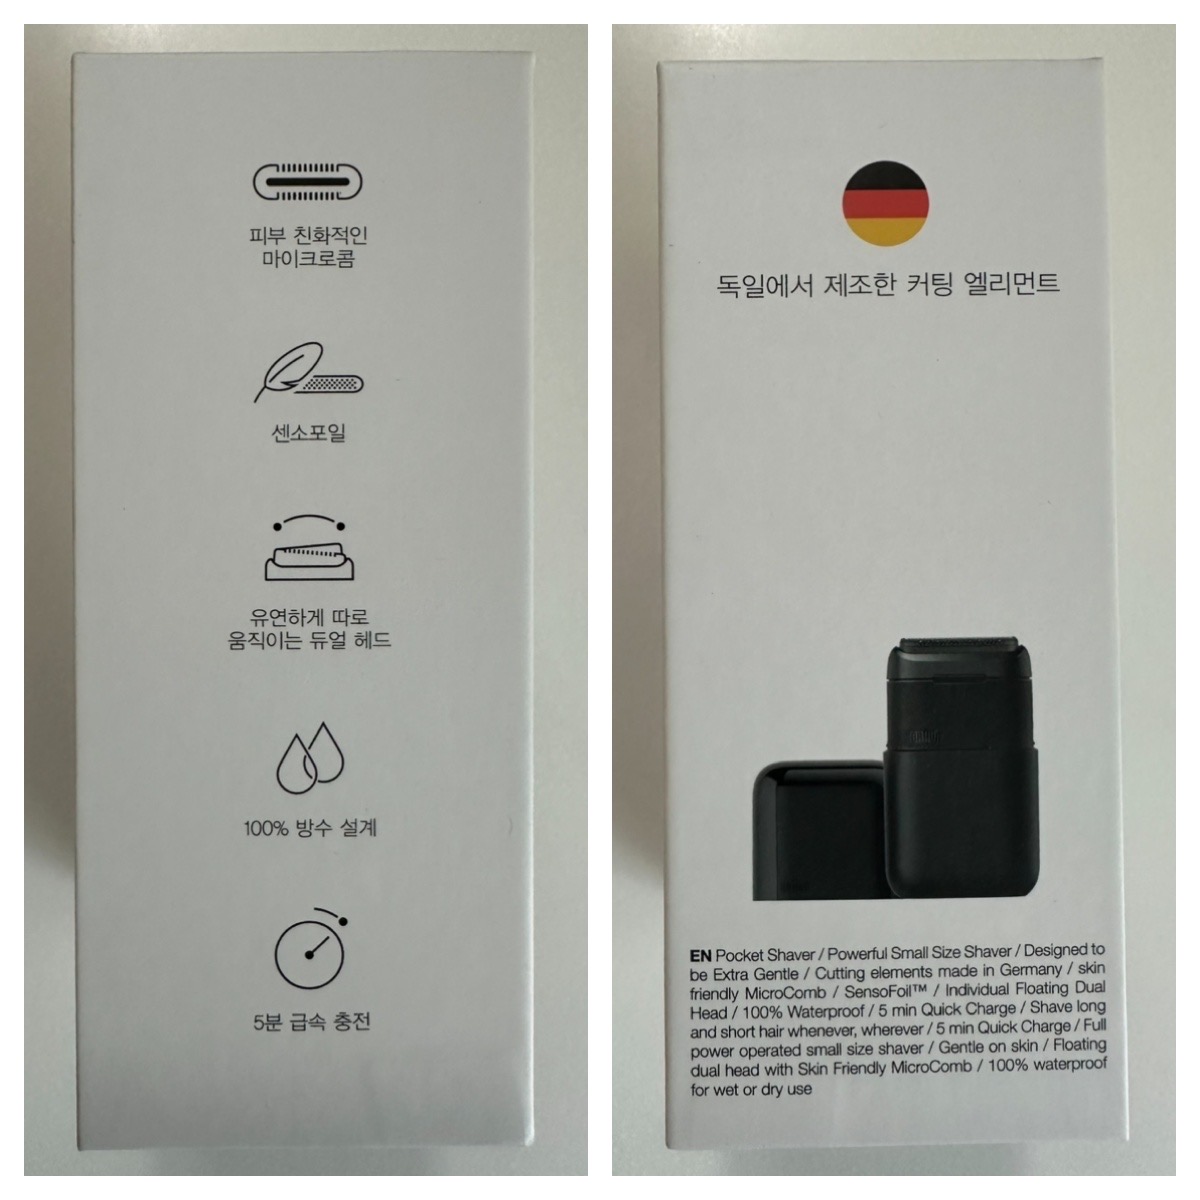 피부 친화적인
마이크로콤
센소포일
유연하게 따로
움직이는 듀얼 헤드
100% 방수 설계
5분 급속 충전
독일에서 제조한 커팅 엘리먼트
EN Pocket Shaver / Powerful Small Size Shaver / Designed to
be Extra Gentle / Cutting elements made in Germany / skin
friendly MicroComb / SensoFoil™ / Individual Floating Dual
Head / 100% Waterproof / 5 min Quick Charge / Shave long
and short hair whenever, wherever / 5 min Quick Charge / Full
power operated small size shaver / Gentle on skin / Floating
dual head with Skin Friendly MicroComb / 100% waterproof
for wet or dry use